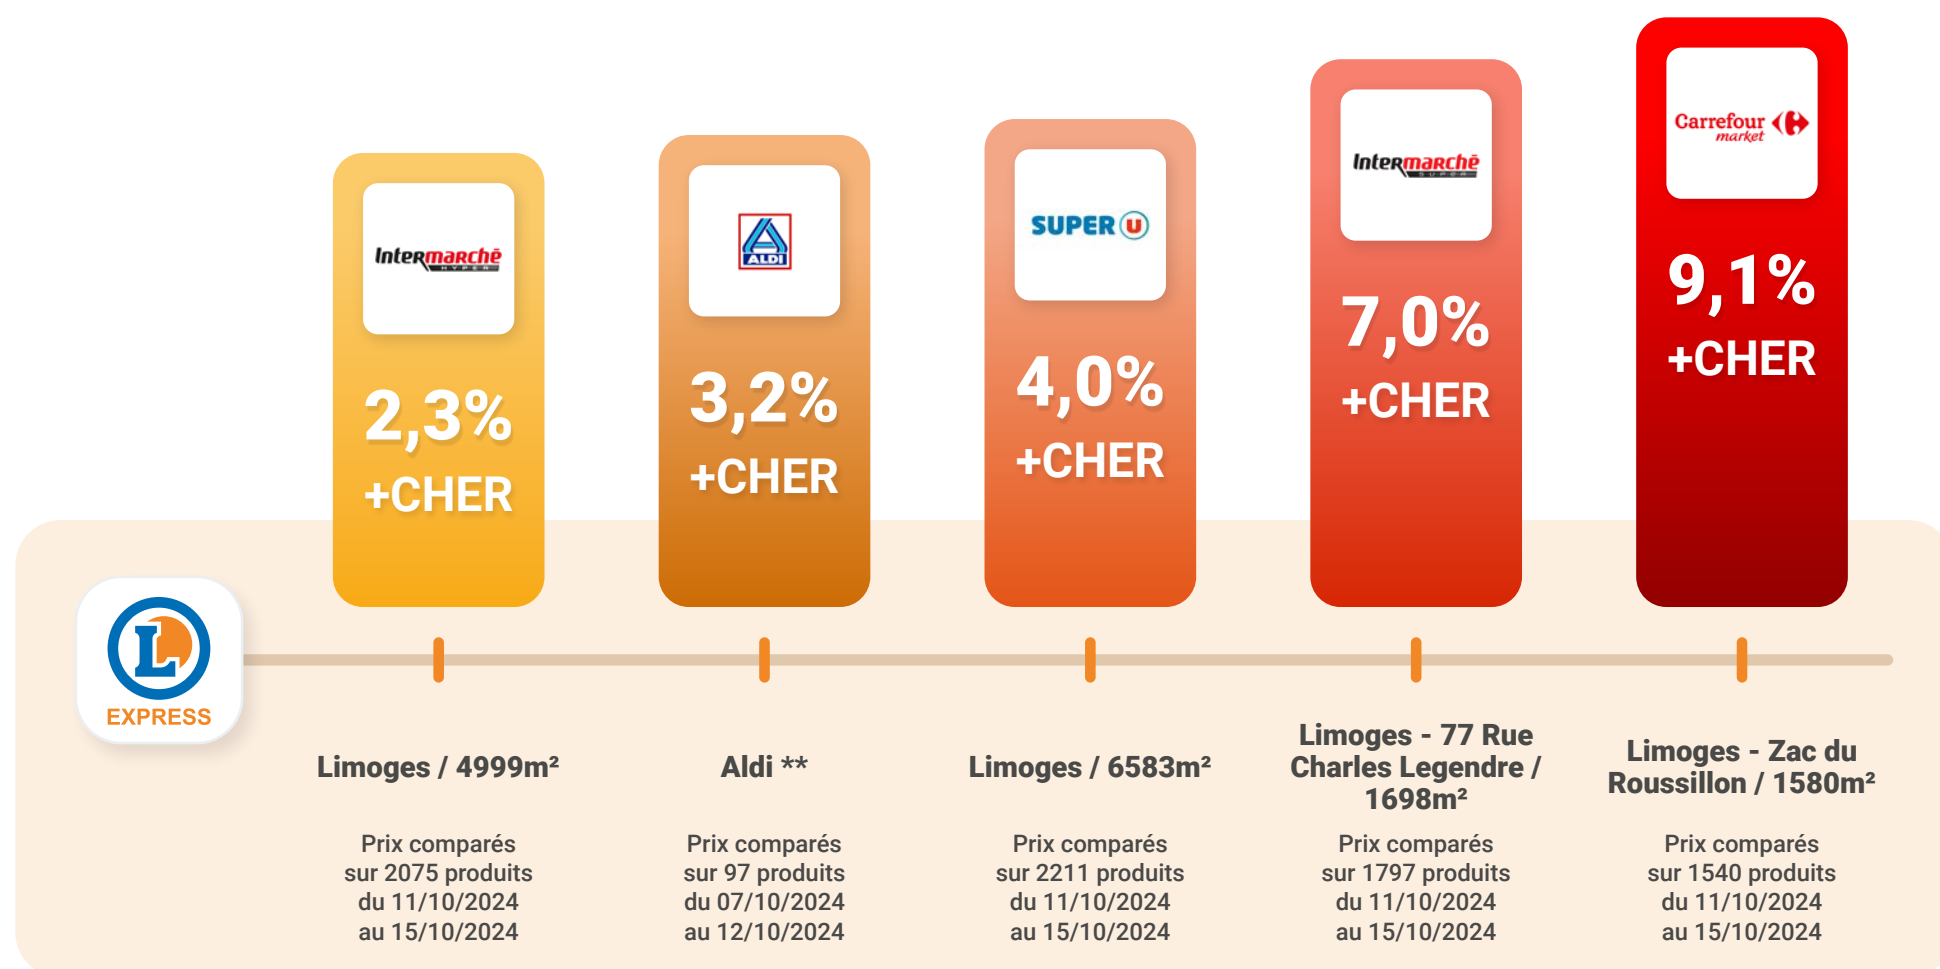 Intermarchē
HYPER
2,3%
+CHER
ALDI
3,2%
+CHER
SUPER U
4,0%
+CHER
Intermarchē
SUPER
7,0%
+CHER
Carrefour
market
9,1%
+CHER
L
EXPRESS
Limoges / 4999m²
Prix comparés
sur 2075 produits
du 11/10/2024
au 15/10/2024
Aldi **
Prix comparés
sur 97 produits
du 07/10/2024
au 12/10/2024
Limoges / 6583m²
Prix comparés
sur 2211 produits
du 11/10/2024
au 15/10/2024
Limoges - 77 Rue
Charles Legendre /
1698m²
Prix comparés
sur 1797 produits
du 11/10/2024
au 15/10/2024
Limoges - Zac du
Roussillon / 1580m²
Prix comparés
sur 1540 produits
du 11/10/2024
au 15/10/2024